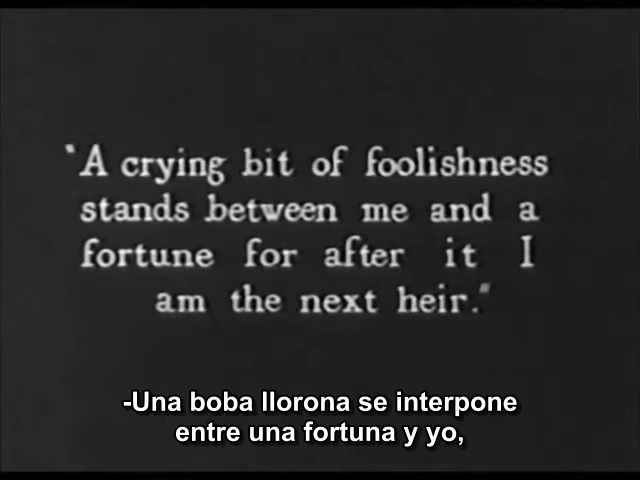 "A crying bit of foolishness
stands between me and a
fortune for after it I
am the next heir."
-Una boba llorona se interpone
entre una fortuna y yo,